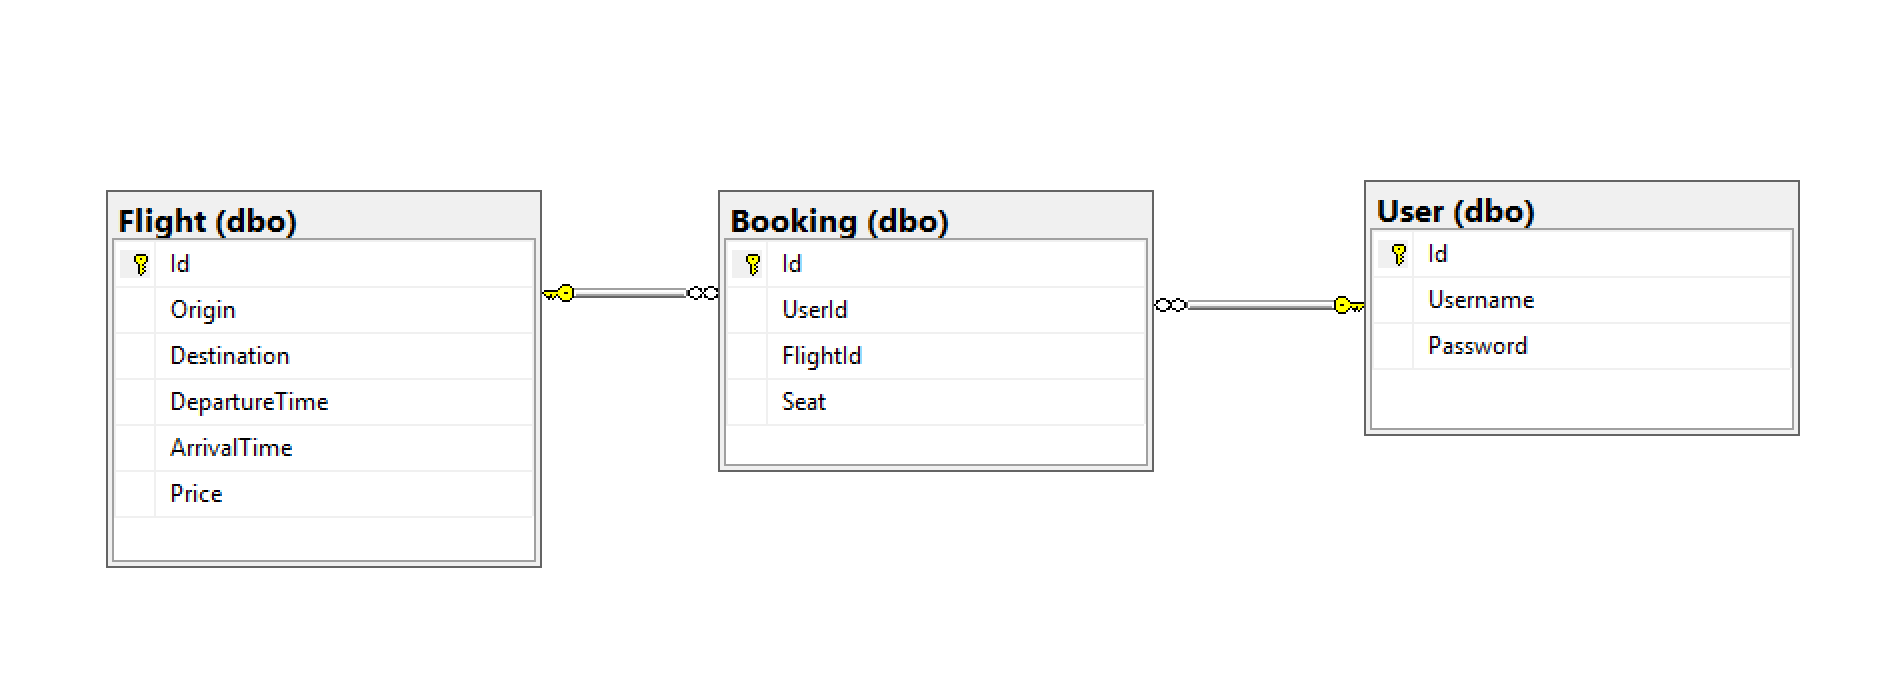 Flight (dbo)
Id
Origin
Destination
DepartureTime
ArrivalTime
Price
Booking (dbo)
Id
UserId
FlightId
Seat
User (dbo)
Id
Username
Password